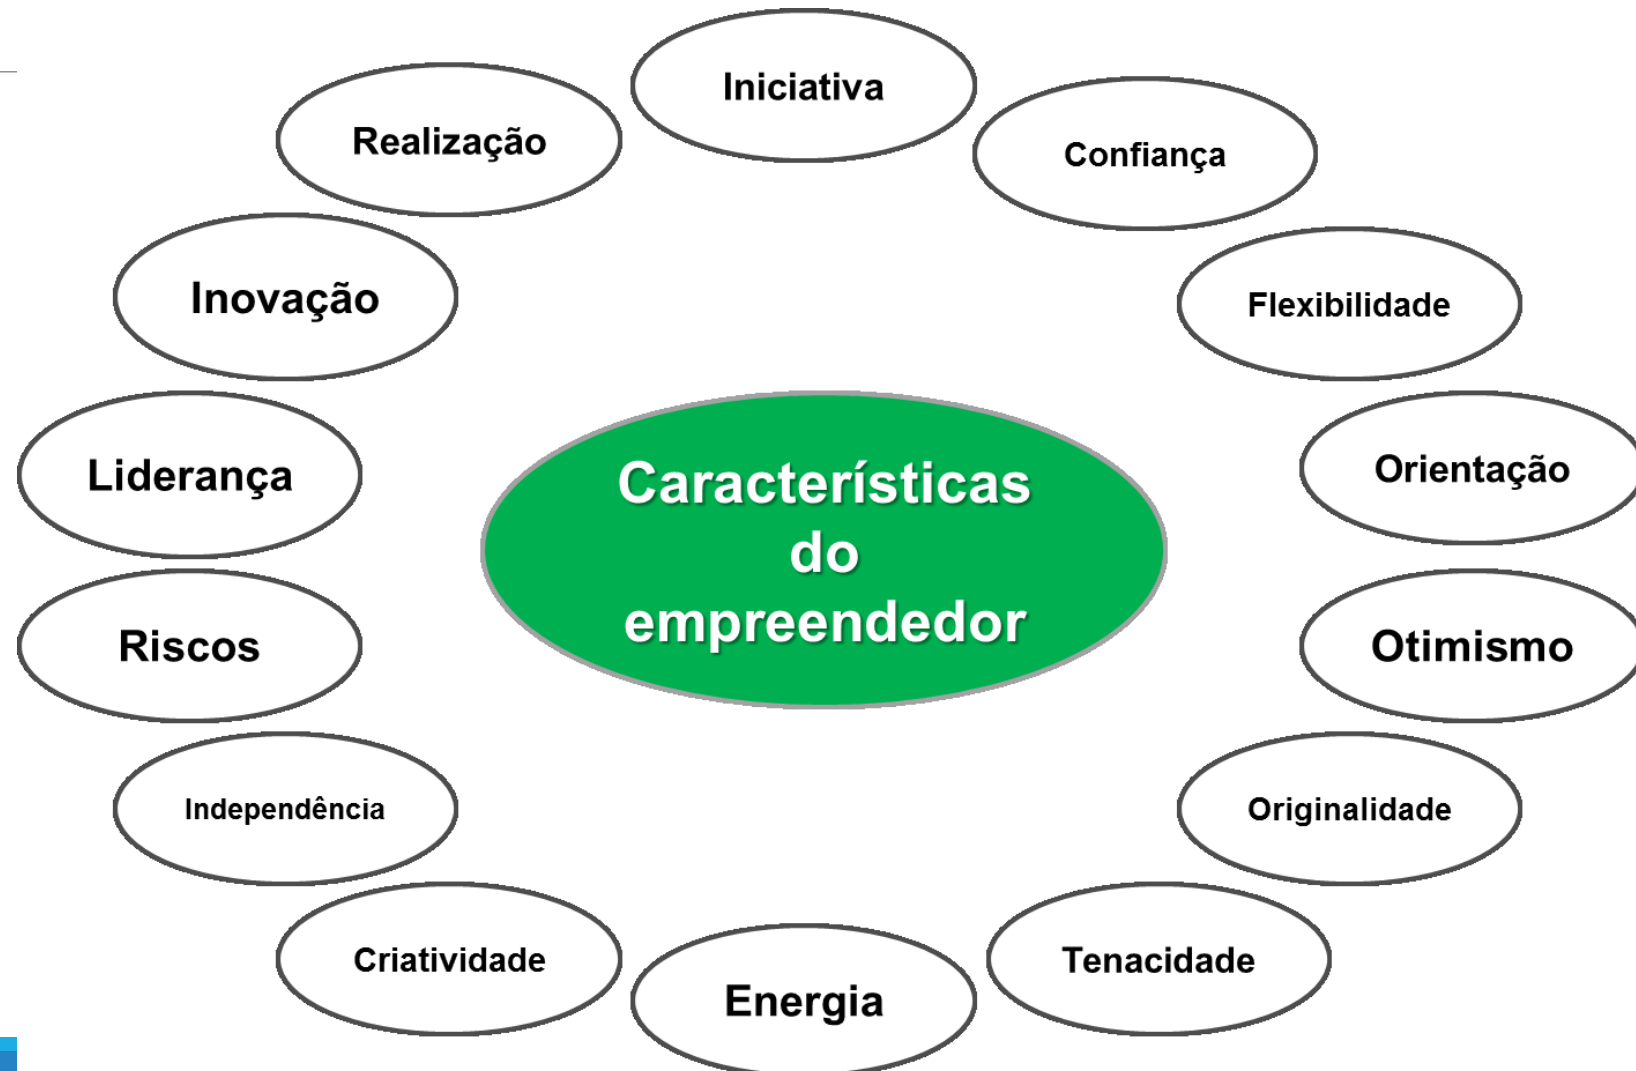 Iniciativa
Realização
Confiança
Inovação
Flexibilidade
Liderança
Orientação
Características
do
empreendedor
Riscos
Otimismo
Independência
Originalidade
Criatividade
Tenacidade
Energia